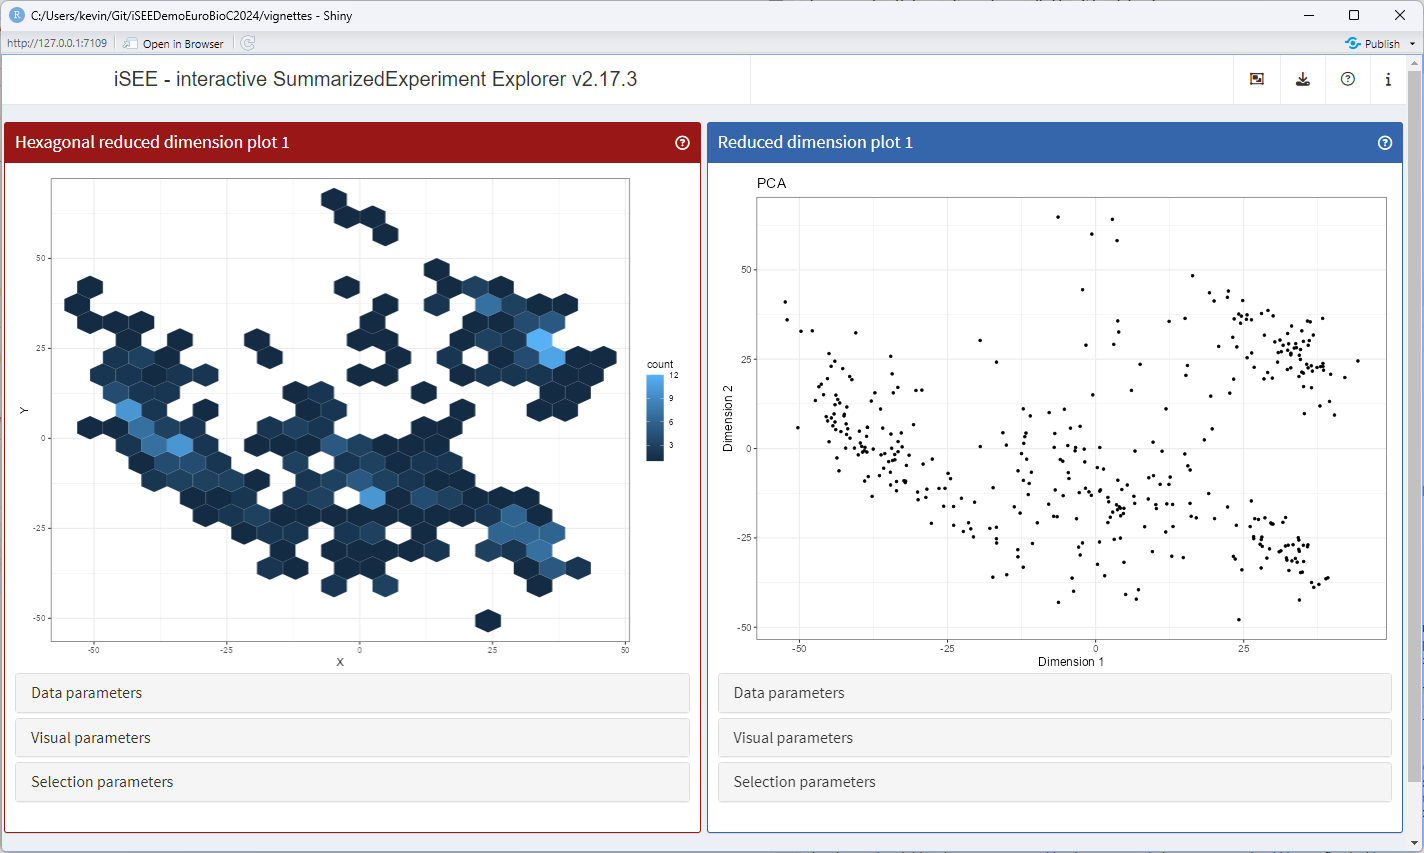 C:/Users/kevin/Git/iSEEDemoEuroBioC2024/vignettes - Shiny
http://127.0.0.1:7109
Open in Browser
Publish
iSEE - interactive SummarizedExperiment Explorer v2.17.3
Hexagonal reduced dimension plot 1
50
25
0
-25
-50
Y
-50
-25
0
25
50
X
count
12
9
6
3
Data parameters
Visual parameters
Selection parameters
Reduced dimension plot 1
PCA
50
25
0
-25
-50
Dimension 2
-50
-25
0
25
Dimension 1
Data parameters
Visual parameters
Selection parameters